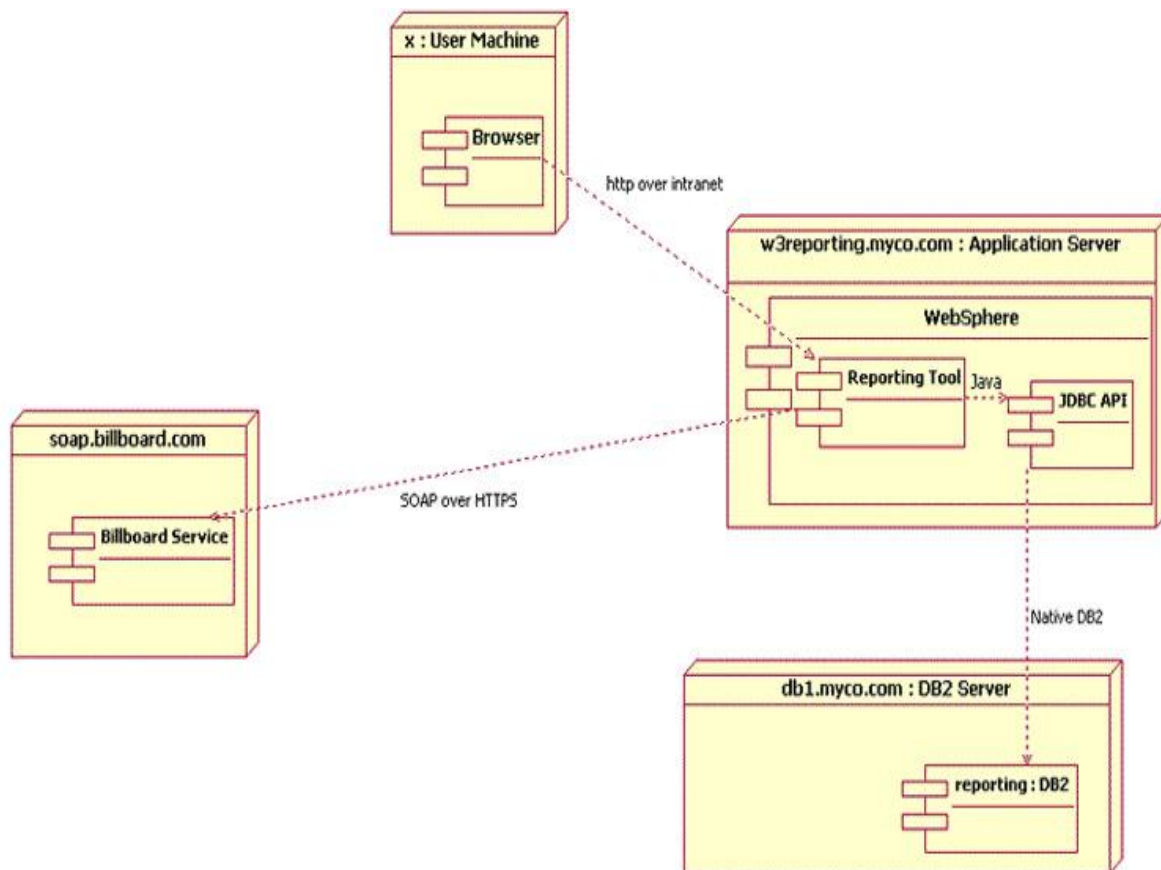 x : User Machine
Browser
http over intranet
w3reporting.myco.com : Application Server
WebSphere
Reporting Tool
Java
JDBC API
soap.billboard.com
SOAP over HTTPS
Billboard Service
Native DB2
db1.myco.com : DB2 Server
reporting : DB2